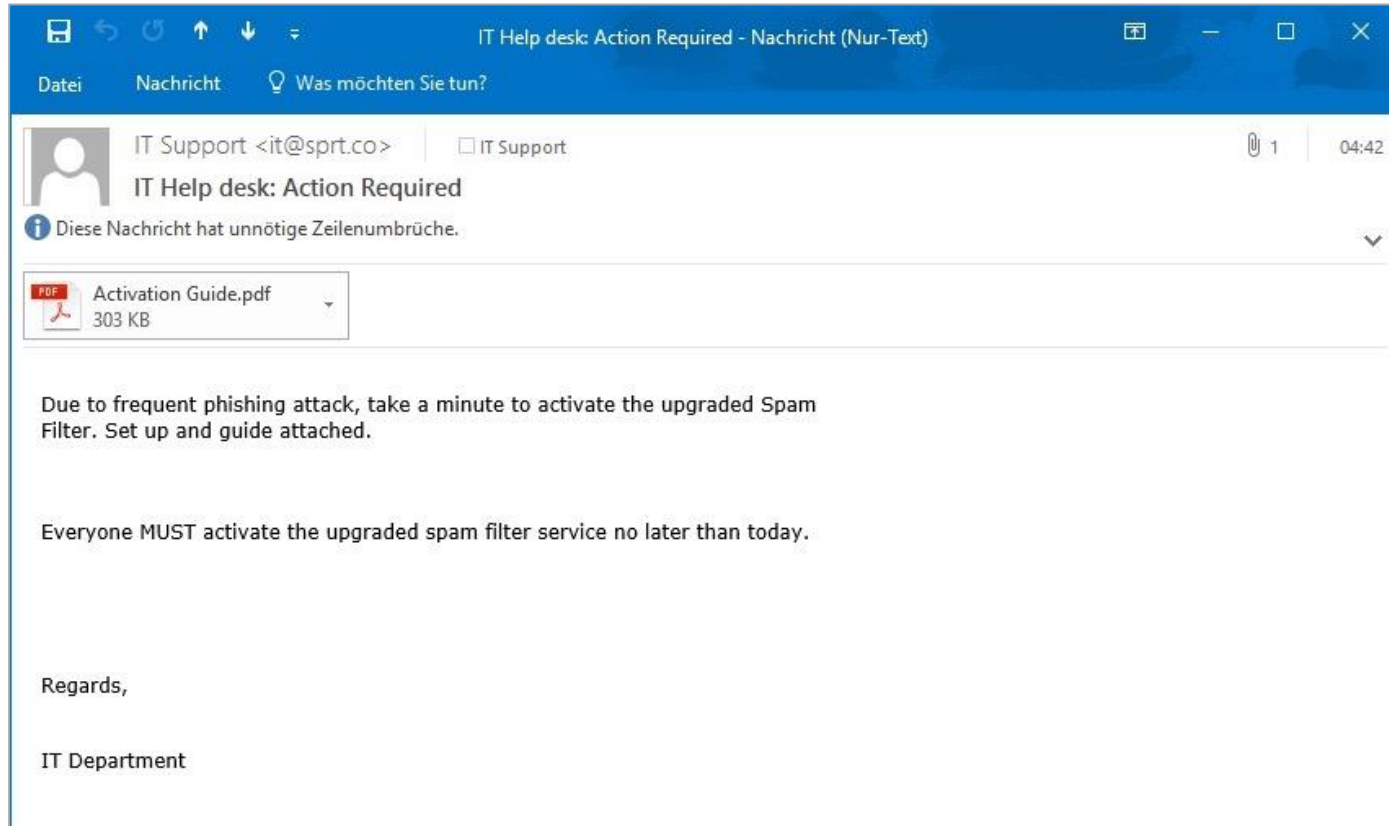 IT Help desk: Action Required - Nachricht (Nur-Text)
Datei Nachricht Was möchten Sie tun?
IT Support <it@sprt.co> IT Support 1 04:42
IT Help desk: Action Required
Diese Nachricht hat unnötige Zeilenumbrüche.
PDF Activation Guide.pdf
303 KB
Due to frequent phishing attack, take a minute to activate the upgraded Spam
Filter. Set up and guide attached.
Everyone MUST activate the upgraded spam filter service no later than today.
Regards,
IT Department